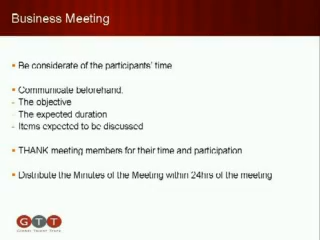 Business Meeting
Be considerate of the participants' time
Communicate beforehand:
- The objective
- The expected duration
- Items expected to be discussed
THANK meeting members for their time and participation
Distribute the Minutes of the Meeting within 24hrs of the meeting
GTT